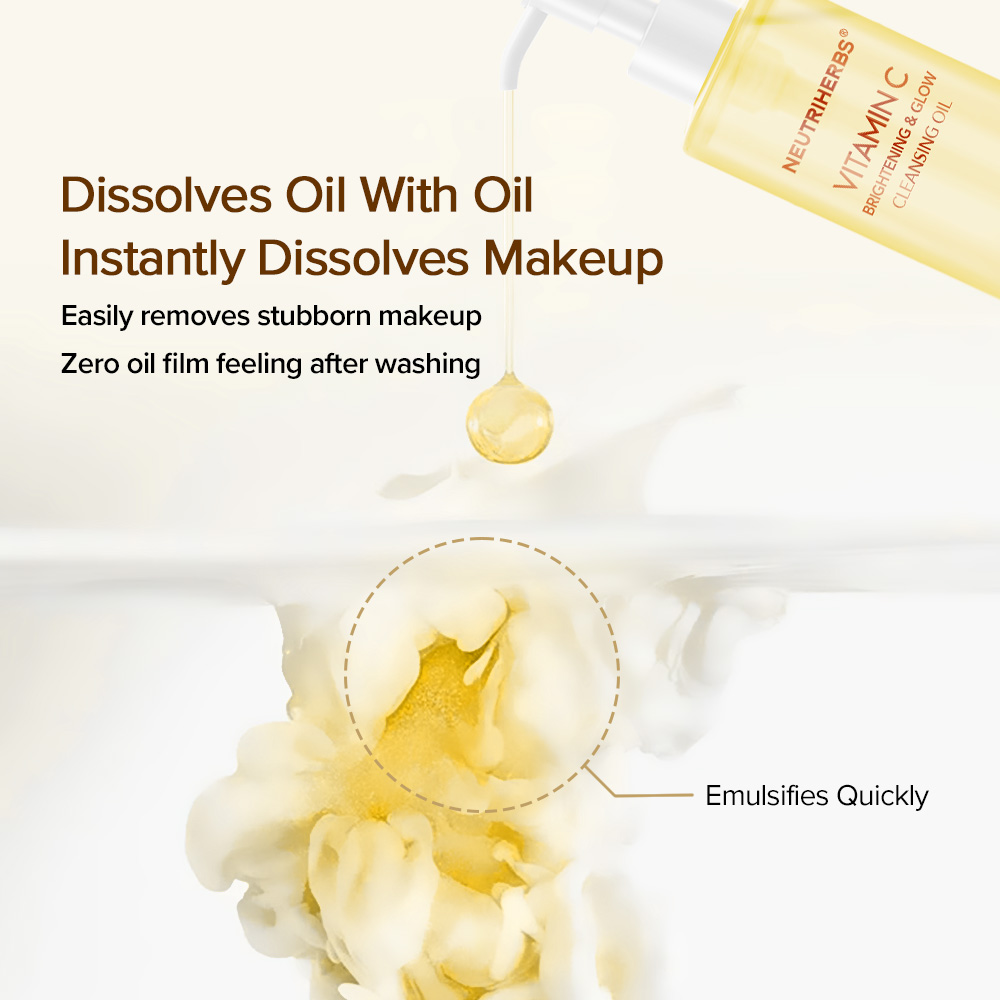 NEUTRIHERBS®
VITAMIN C
BRIGHTENING & GLOW
CLEANSING OIL
Dissolves Oil With Oil
Instantly Dissolves Makeup
Easily removes stubborn makeup
Zero oil film feeling after washing
Emulsifies Quickly